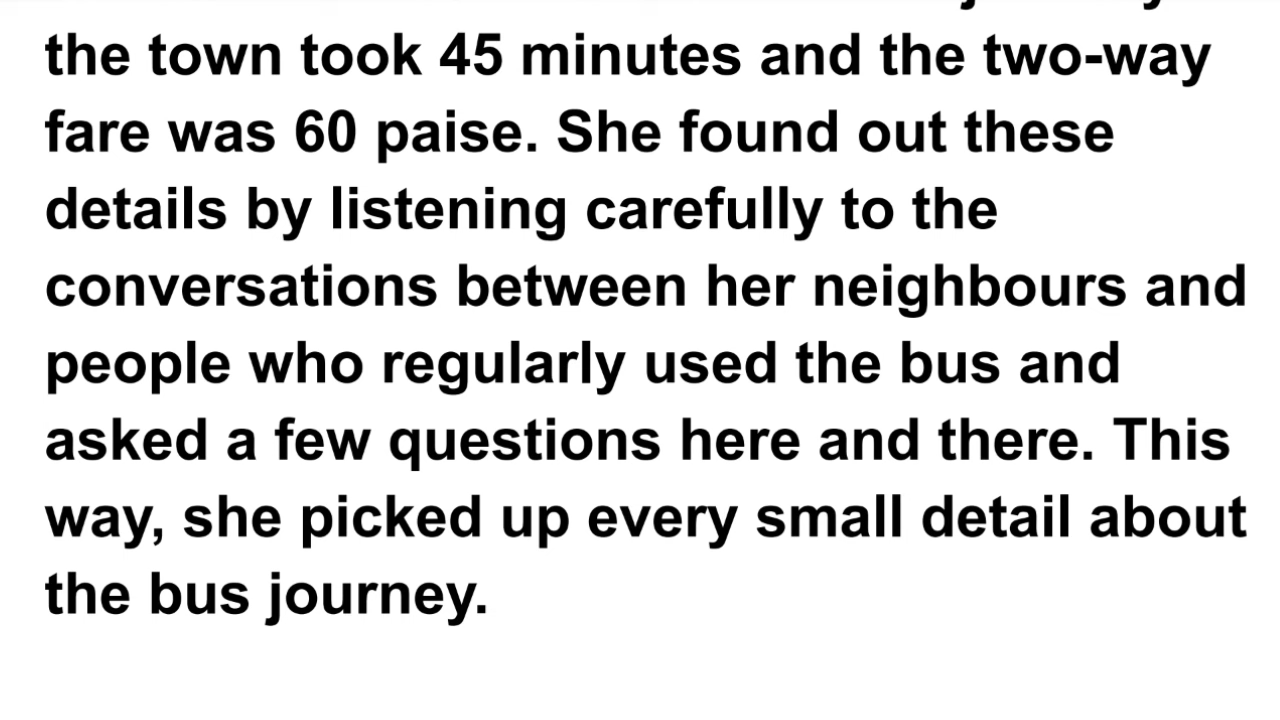 the town took 45 minutes and the two-way
fare was 60 paise. She found out these
details by listening carefully to the
conversations between her neighbours and
people who regularly used the bus and
asked a few questions here and there. This
way, she picked up every small detail about
the bus journey.